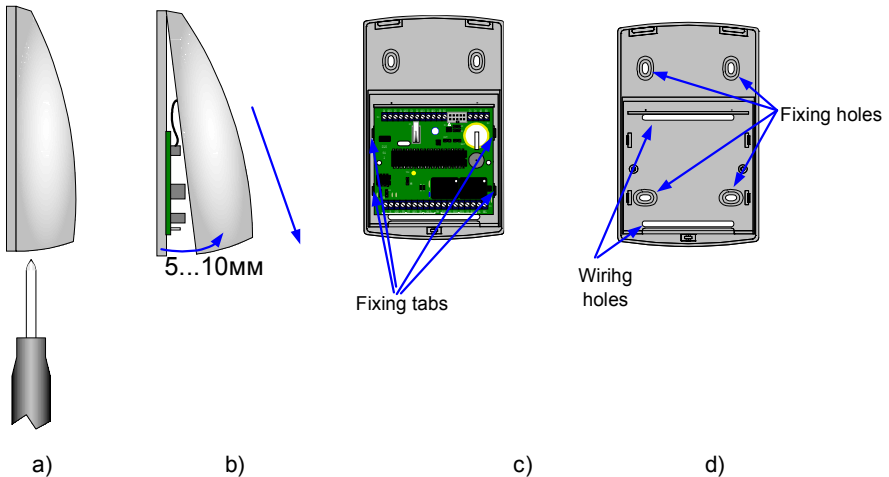 Fixing holes
5...10мм
Wirihg
holes
Fixing tabs
a)
b)
c)
d)